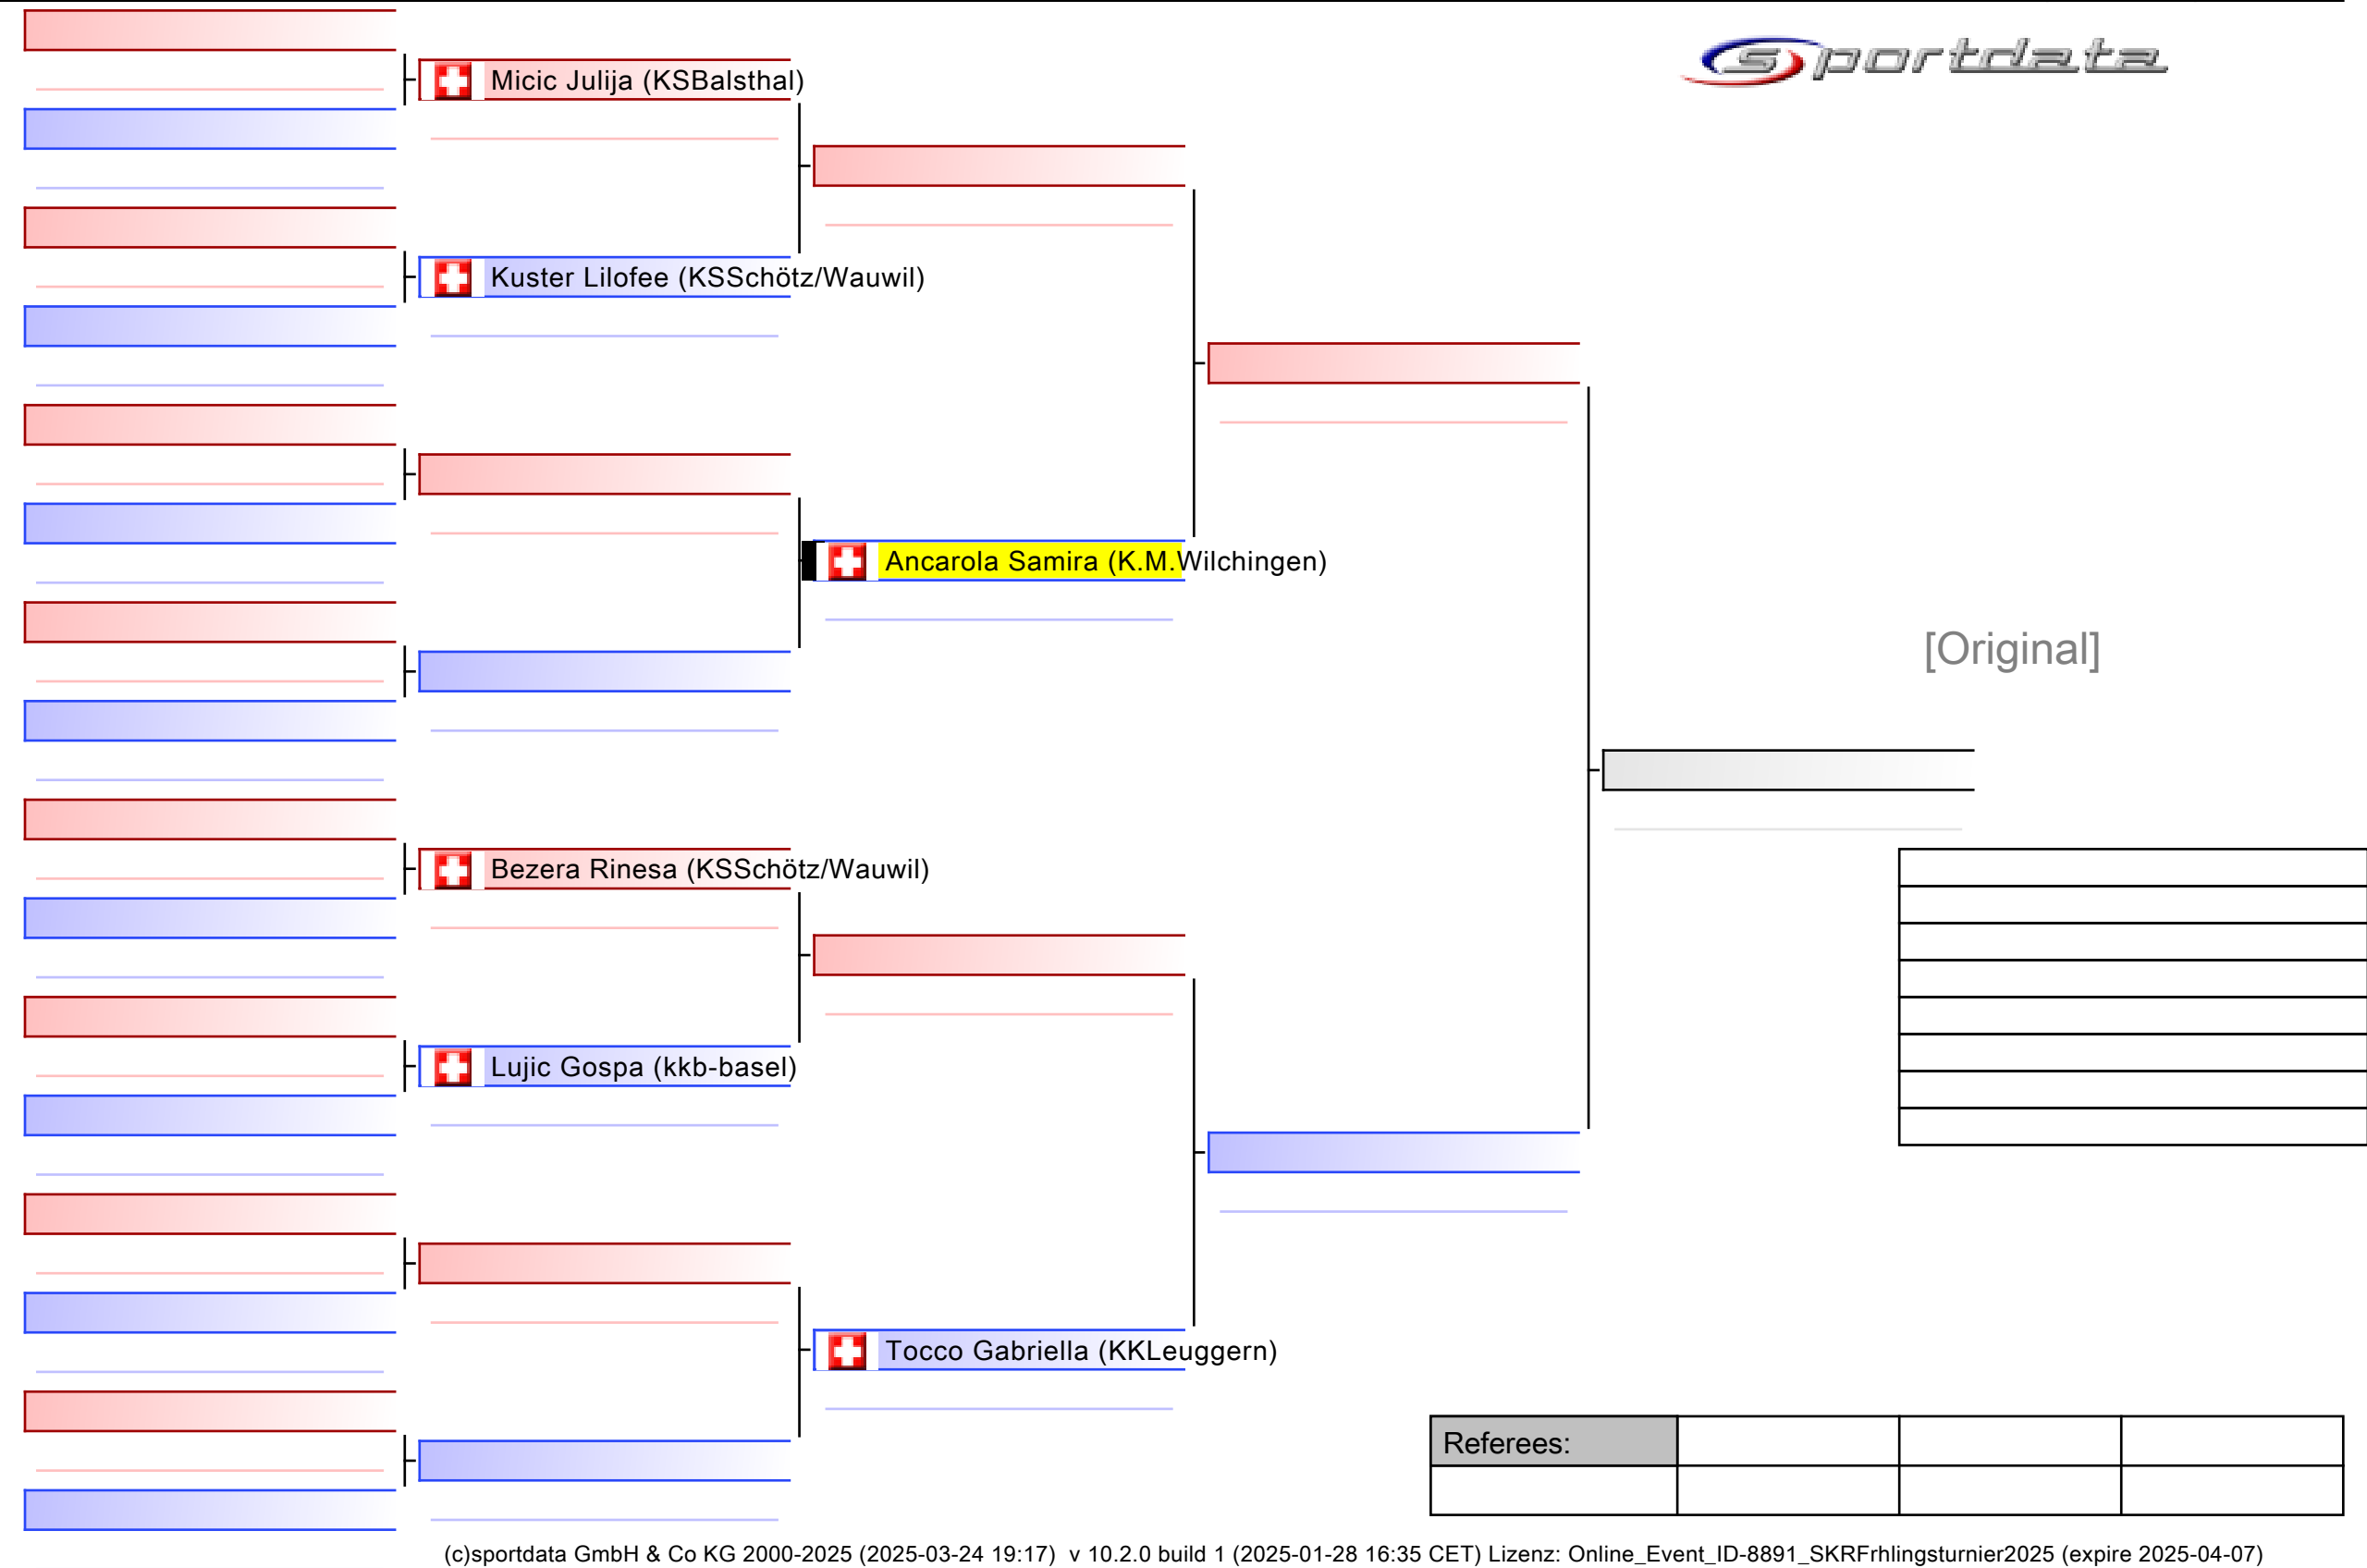 sportdata
Micic Julija (KSBalsthal)
Kuster Lilofee (KSSchötz/Wauwil)
Ancarola Samira (K.M.Wilchingen)
[Original]
Bezera Rinesa (KSSchötz/Wauwil)
Lujic Gospa (kkb-basel)
Tocco Gabriella (KKLeuggern)
Referees:
(c)sportdata GmbH & Co KG 2000-2025 (2025-03-24 19:17) v 10.2.0 build 1 (2025-01-28 16:35 CET) Lizenz: Online_Event_ID-8891_SKRFrhlingsturnier2025 (expire 2025-04-07)